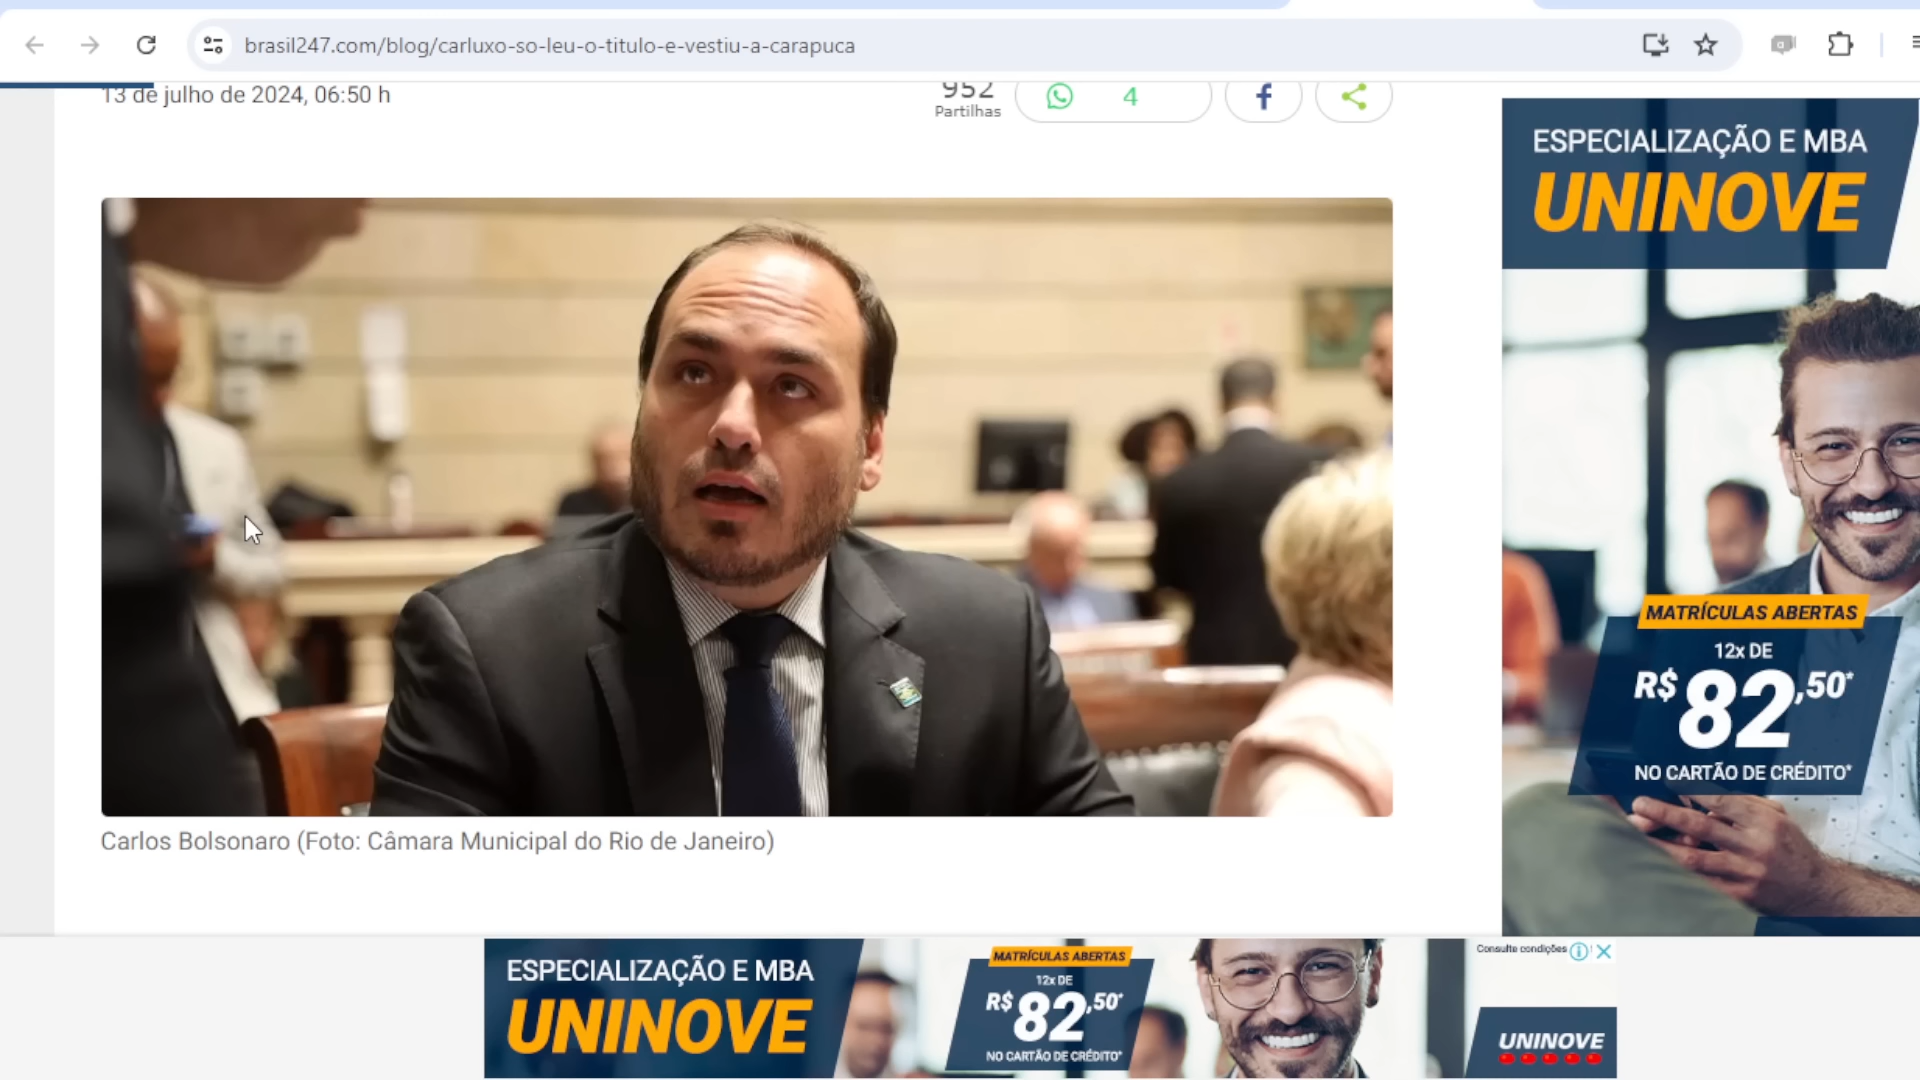 brasil247.com/blog/carluxo-so-leu-o-titulo-e-vestiu-a-carapuca
13 de julho de 2024, 06:50 h
952
Partilhas
4
ESPECIALIZAÇÃO E MBA
UNINOVE
MATRÍCULAS ABERTAS
12x DE
R$ 82,50*
NO CARTÃO DE CRÉDITO*
Carlos Bolsonaro (Foto: Câmara Municipal do Rio de Janeiro)
ESPECIALIZAÇÃO E MBA
UNINOVE
MATRÍCULAS ABERTAS
12x DE
R$ 82,50*
NO CARTÃO DE CRÉDITO*
Consulte condições
UNINOVE